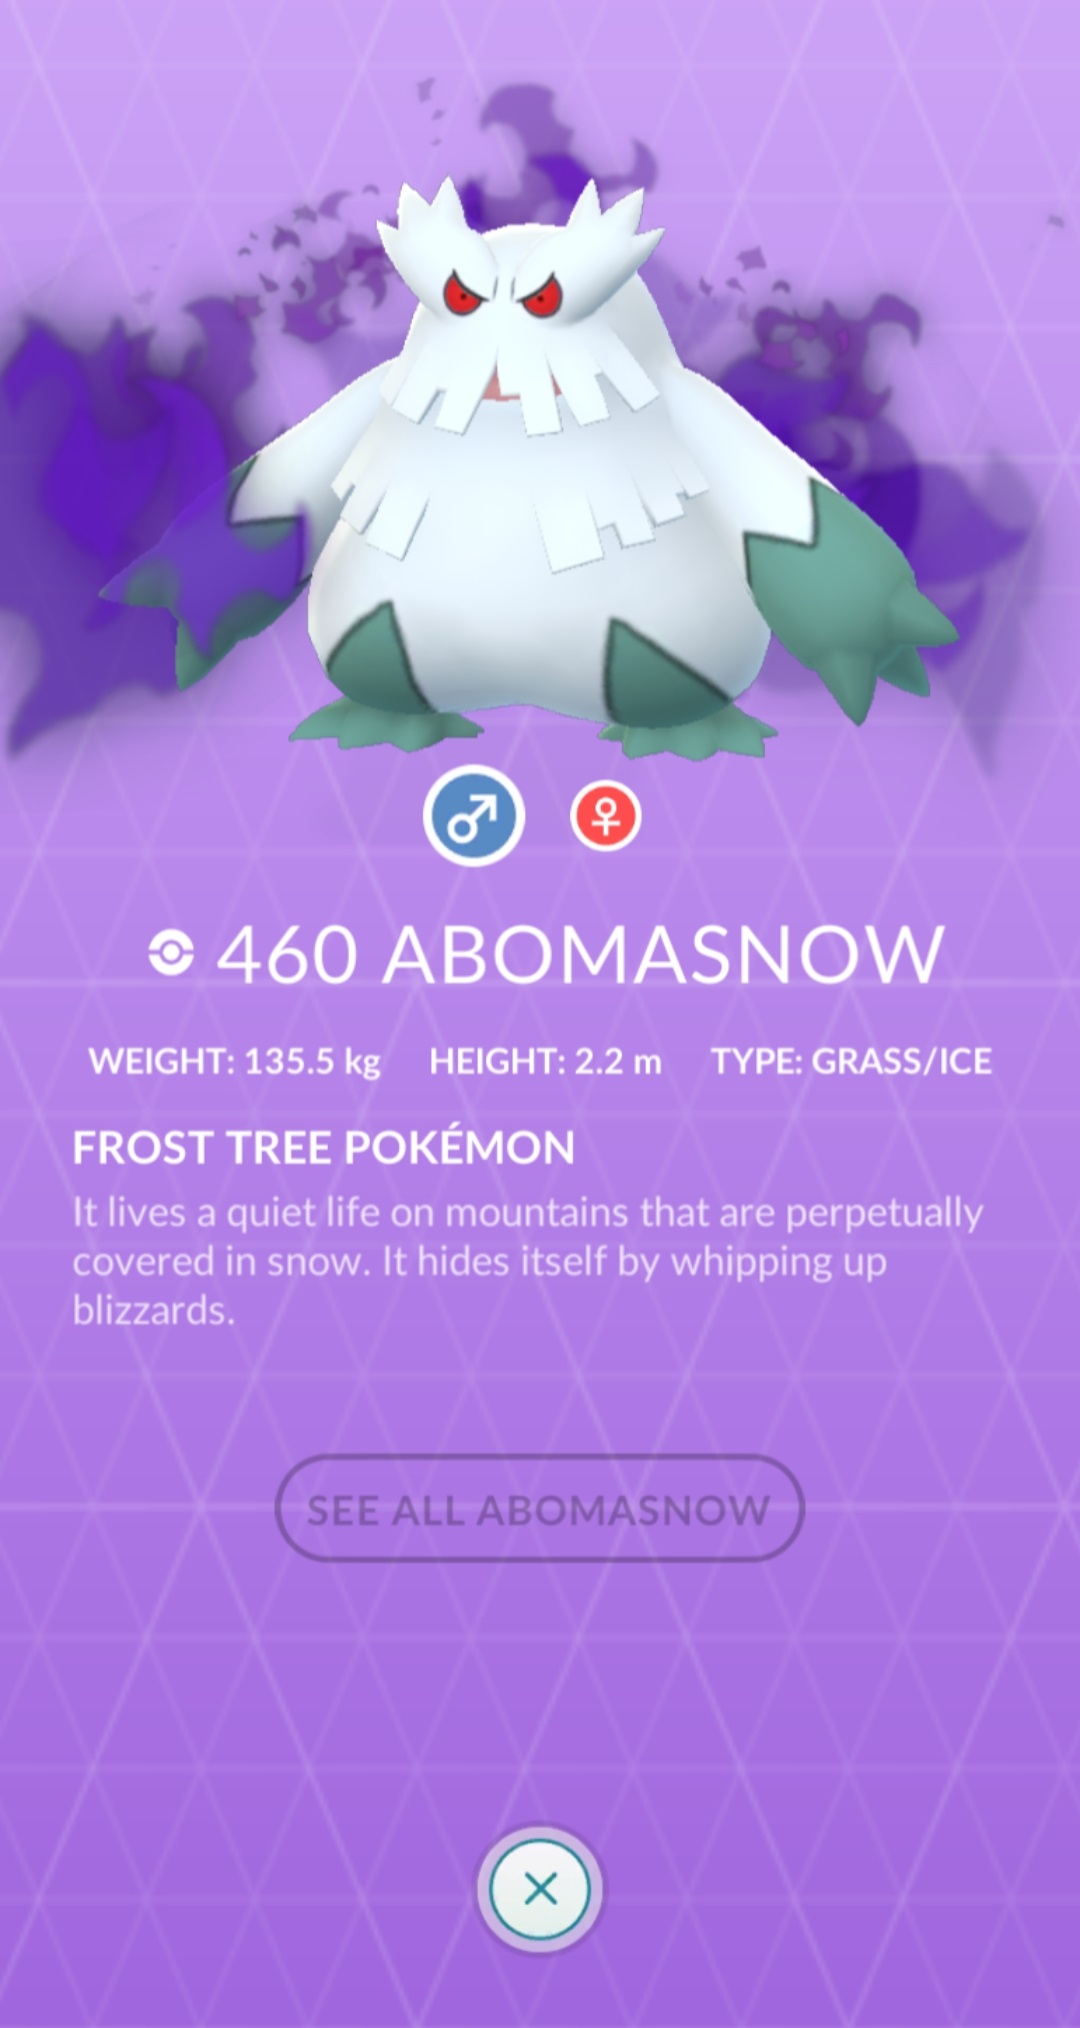 460 ABOMASNOW
WEIGHT: 135.5 kg HEIGHT: 2.2 m TYPE: GRASS/ICE
FROST TREE POKÉMON
It lives a quiet life on mountains that are perpetually
covered in snow. It hides itself by whipping up
blizzards.
SEE ALL ABOMASNOW